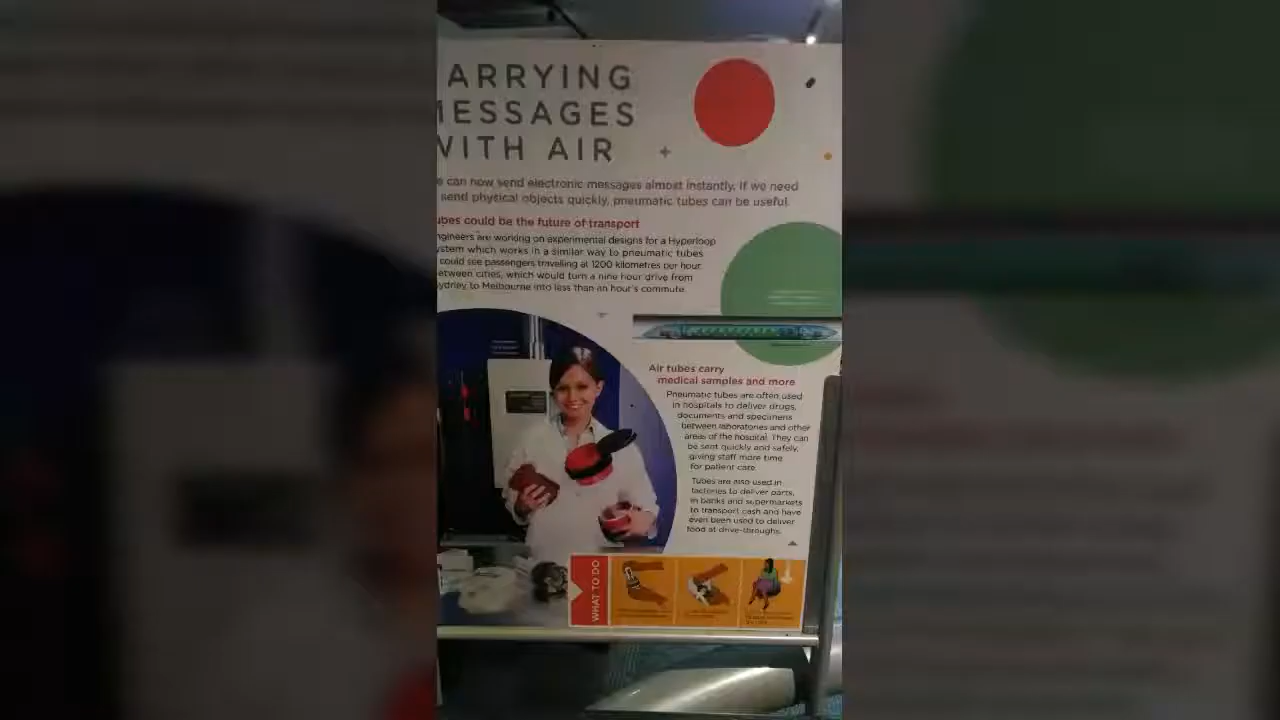 ARRYING
ESSAGES
WITH AIR
e can now send electronic messages almost instantly. If we need
send physical objects quickly, pneumatic tubes can be useful.
ubes could be the future of transport
ngineers are working on experimental designs for a Hyperloop
ystem which works in a similar way to pneumatic tubes
could see passengers travelling at 1200 kilometres per hour
etween cities, which would turn a nine hour drive from
ydney to Melbourne into less than an hour's commute.
Air tubes carry
medical samples and more
Pneumatic tubes are often used
in hospitals to deliver drugs,
documents and specimens
between laboratories and other
areas of the hospital. They can
be sent quickly and safely,
giving staff more time
for patient care.
Tubes are also used in
factories to deliver parts,
in banks and supermarkets
to transport cash and have
even been used to deliver
food at drive-throughs.
WHAT TO DO